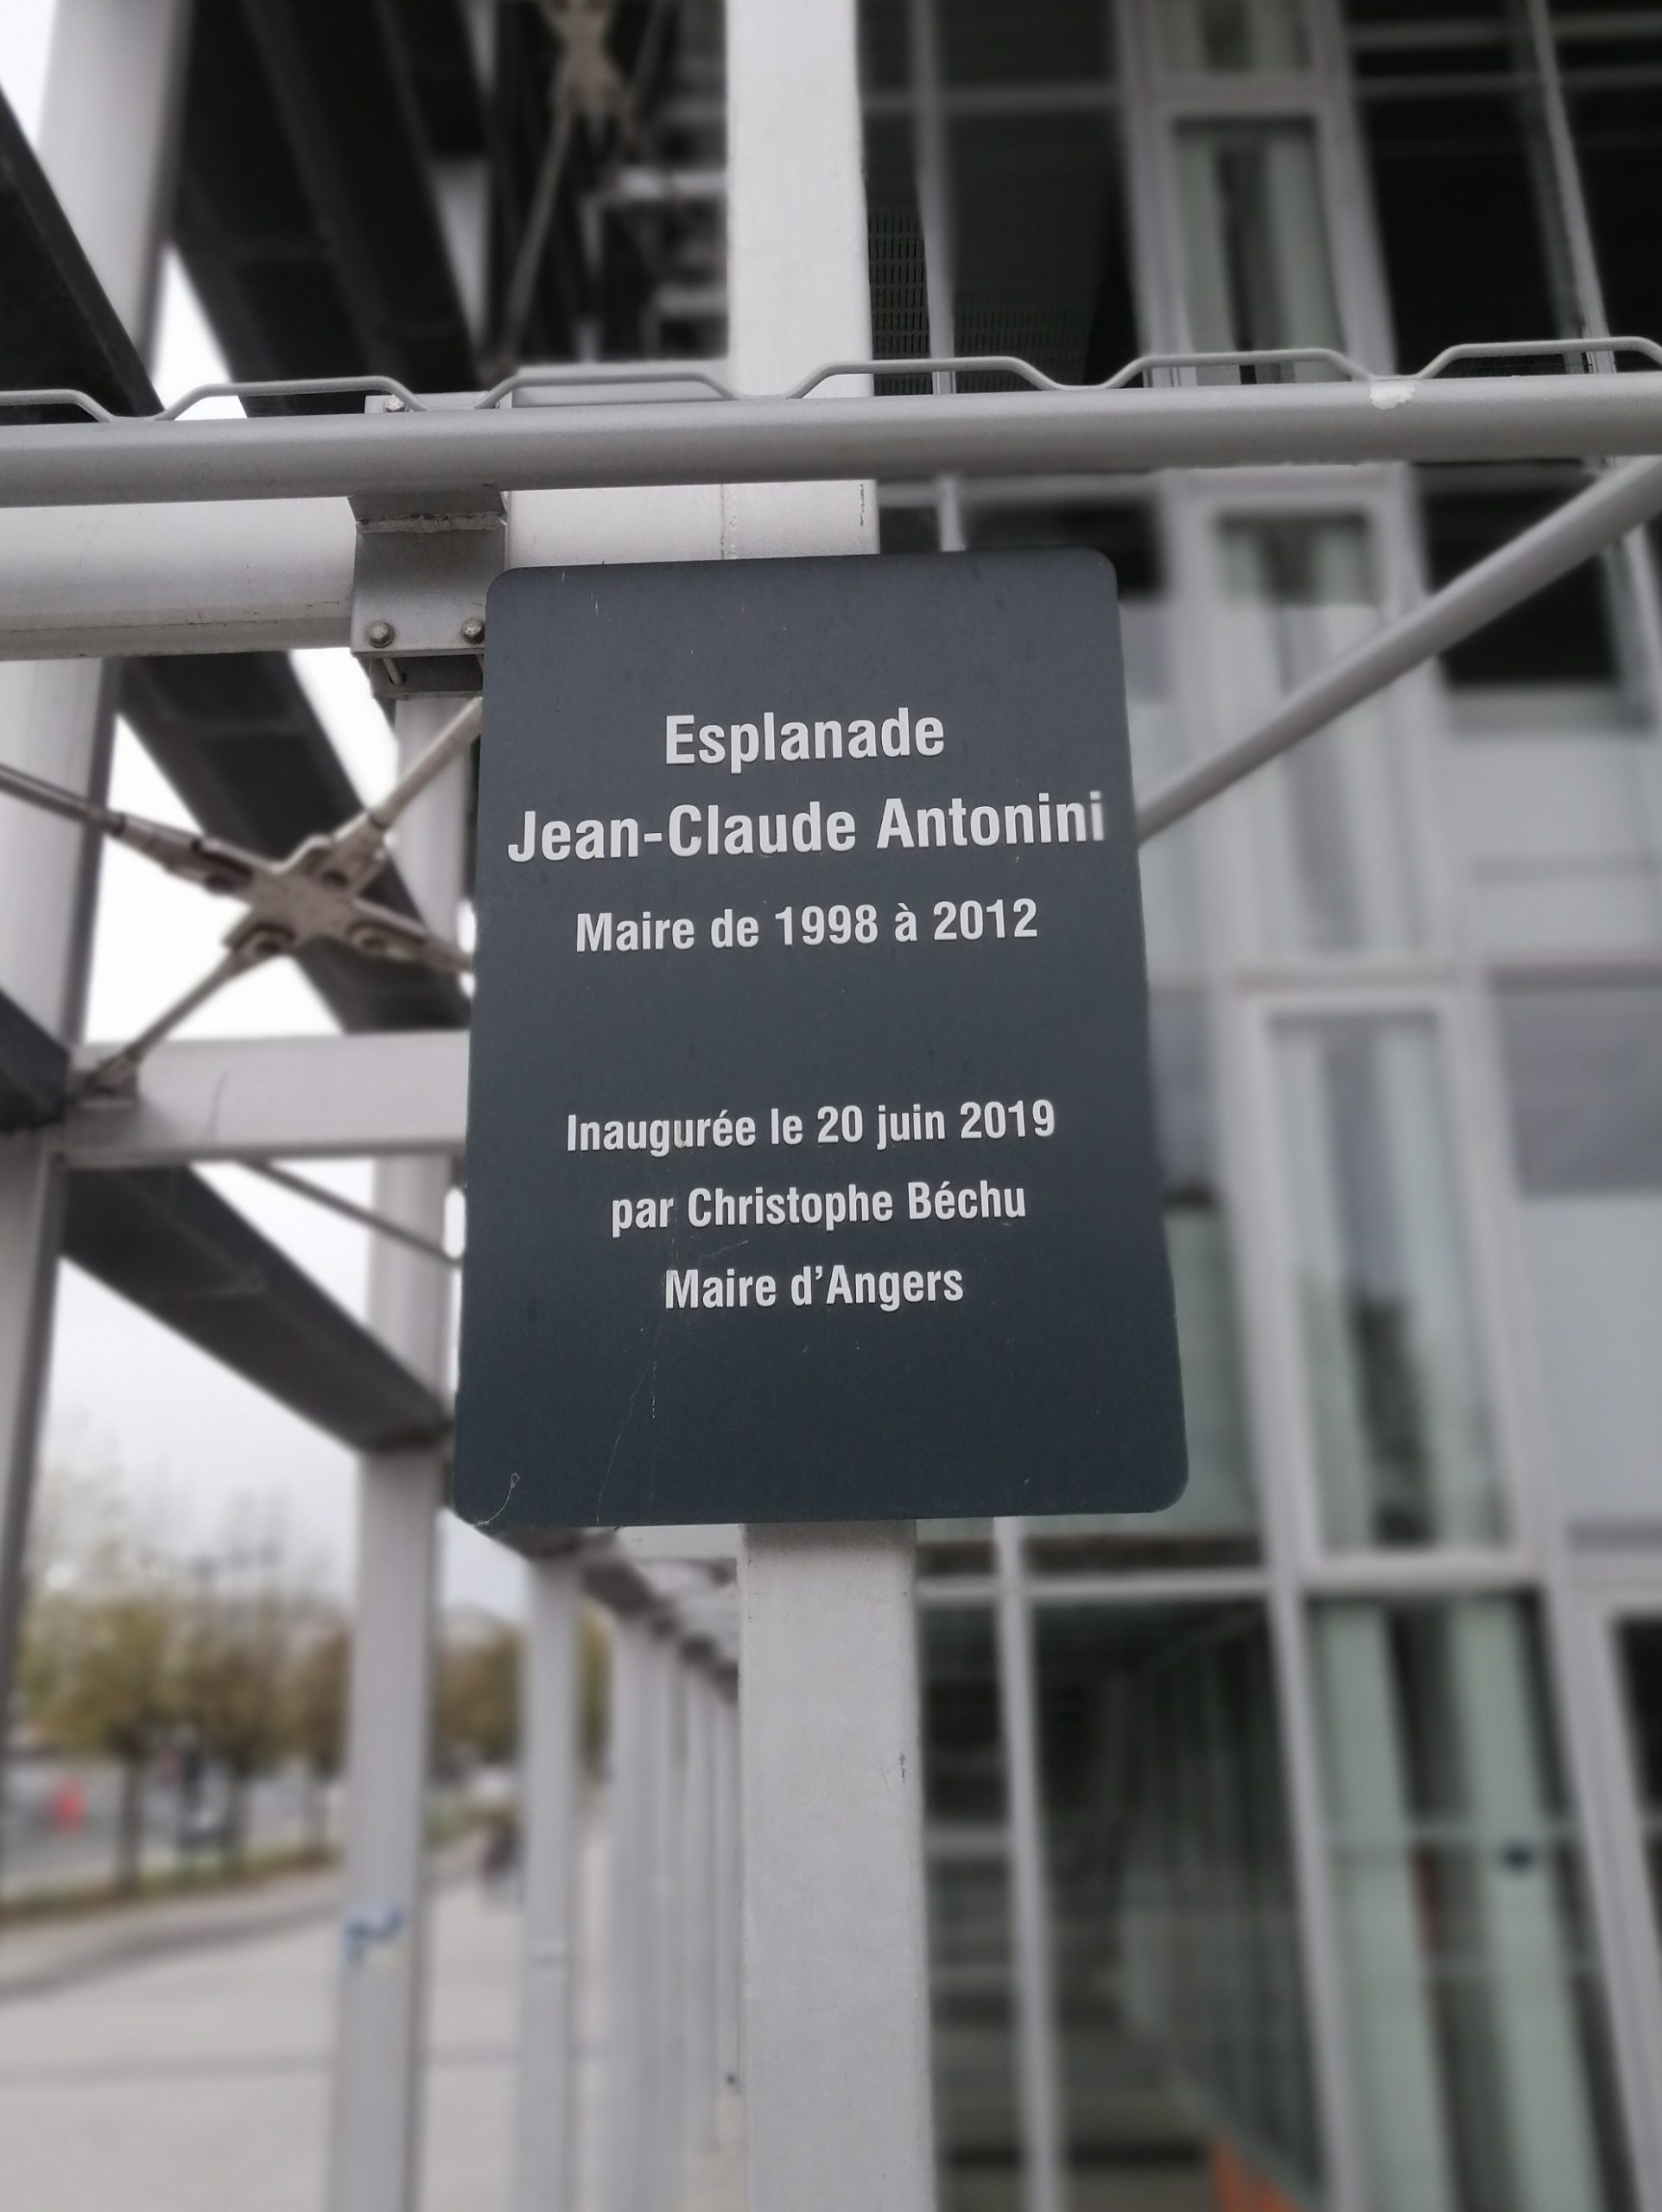 Esplanade
Jean-Claude Antonini
Maire de 1998 à 2012
Inaugurée le 20 juin 2019
par Christophe Béchu
Maire d'Angers